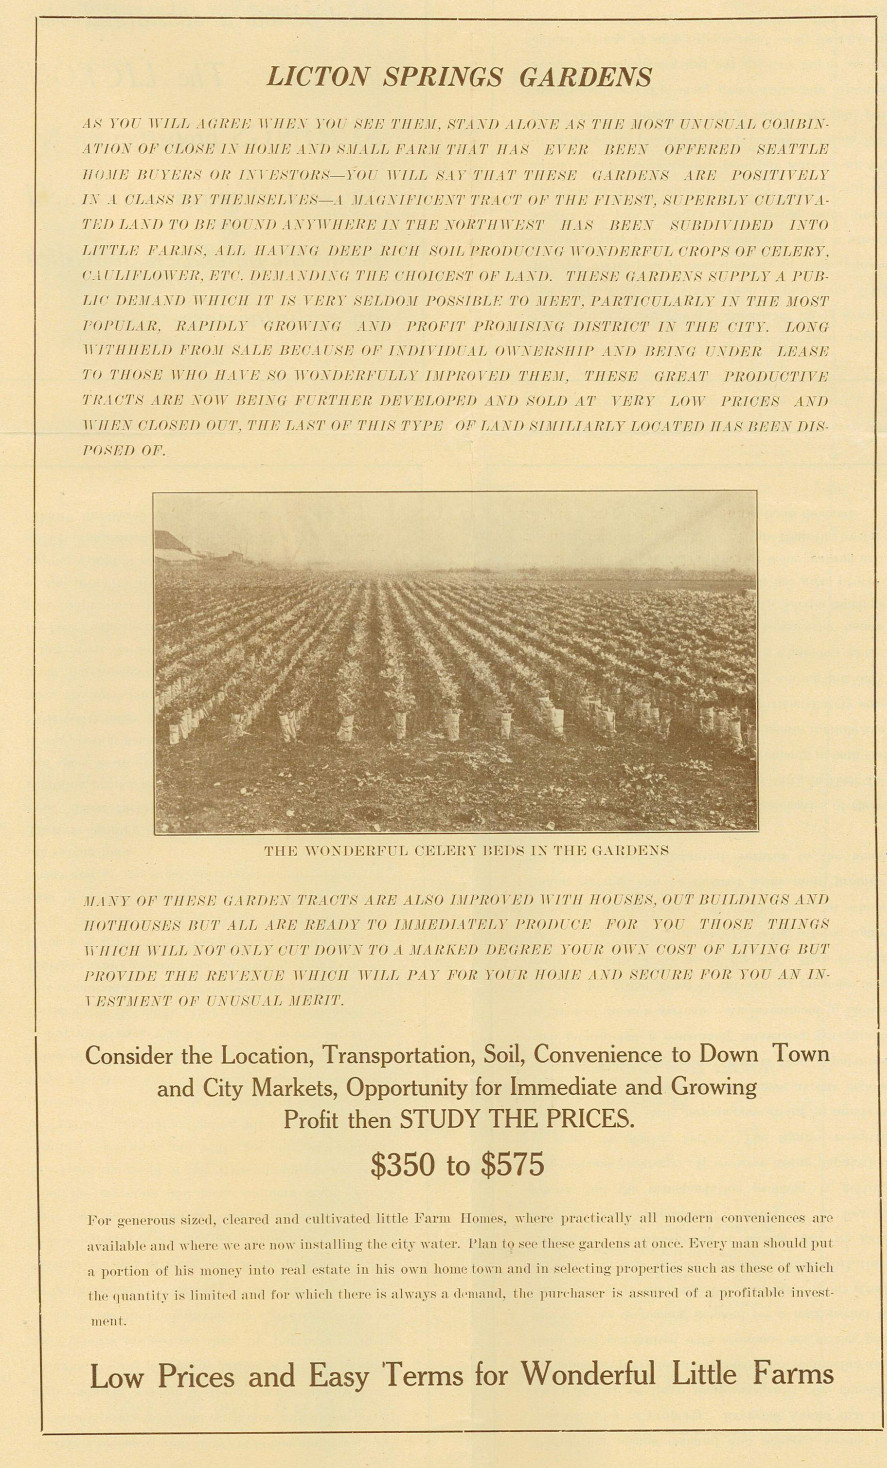 LICTON SPRINGS GARDENS
AS YOU WILL AGREE WHEN YOU SEE THEM, STAND ALONE AS THE MOST UNUSUAL COMBIN-
ATION OF CLOSE IN HOME AND SMALL FARM THAT HAS EVER BEEN OFFERED SEATTLE
HOME BUYERS OR INVESTORS—YOU WILL SAY THAT THESE GARDENS ARE POSITIVELY
IN A CLASS BY THEMSELVES—A MAGNIFICENT TRACT OF THE FINEST, SUPERBLY CULTIVA-
TED LAND TO BE FOUND ANYWHERE IN THE NORTHWEST HAS BEEN SUBDIVIDED INTO
LITTLE FARMS, ALL HAVING DEEP RICH SOIL PRODUCING WONDERFUL CROPS OF CELERY,
CAULIFLOWER, ETC. DEMANDING THE CHOICEST OF LAND. THESE GARDENS SUPPLY A PUB-
LIC DEMAND WHICH IT IS VERY SELDOM POSSIBLE TO MEET, PARTICULARLY IN THE MOST
POPULAR, RAPIDLY GROWING AND PROFIT PROMISING DISTRICT IN THE CITY. LONG
WITHHELD FROM SALE BECAUSE OF INDIVIDUAL OWNERSHIP AND BEING UNDER LEASE
TO THOSE WHO HAVE SO WONDERFULLY IMPROVED THEM, THESE GREAT PRODUCTIVE
TRACTS ARE NOW BEING FURTHER DEVELOPED AND SOLD AT VERY LOW PRICES AND
WHEN CLOSED OUT, THE LAST OF THIS TYPE OF LAND SIMILIARLY LOCATED HAS BEEN DIS-
POSED OF.
THE WONDERFUL CELERY BEDS IN THE GARDENS
MANY OF THESE GARDEN TRACTS ARE ALSO IMPROVED WITH HOUSES, OUT BUILDINGS AND
HOTHOUSES BUT ALL ARE READY TO IMMEDIATELY PRODUCE FOR YOU THOSE THINGS
WHICH WILL NOT ONLY CUT DOWN TO A MARKED DEGREE YOUR OWN COST OF LIVING BUT
PROVIDE THE REVENUE WHICH WILL PAY FOR YOUR HOME AND SECURE FOR YOU AN IN-
VESTMENT OF UNUSUAL MERIT.
Consider the Location, Transportation, Soil, Convenience to Down Town
and City Markets, Opportunity for Immediate and Growing
Profit then STUDY THE PRICES.
$350 to $575
For generous sized, cleared and cultivated little Farm Homes, where practically all modern conveniences are
available and where we are now installing the city water. Plan to see these gardens at once. Every man should put
a portion of his money into real estate in his own home town and in selecting properties such as these of which
the quantity is limited and for which there is always a demand, the purchaser is assured of a profitable invest-
ment.
Low Prices and Easy Terms for Wonderful Little Farms